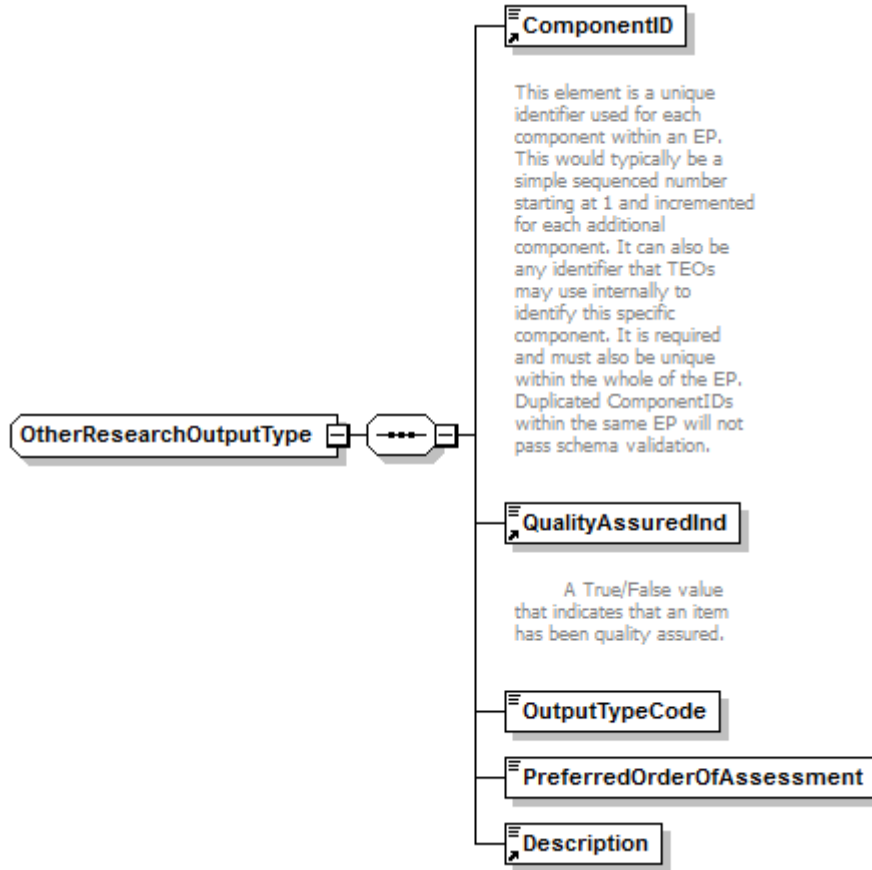 ComponentID
This element is a unique
identifier used for each
component within an EP.
This would typically be a
simple sequenced number
starting at 1 and incremented
for each additional
component. It can also be
any identifier that TEOs
may use internally to
identify this specific
component. It is required
and must also be unique
within the whole of the EP.
Duplicated ComponentIDs
within the same EP will not
pass schema validation.
OtherResearchOutputType
QualityAssuredInd
A True/False value
that indicates that an item
has been quality assured.
OutputTypeCode
PreferredOrderOfAssessment
Description